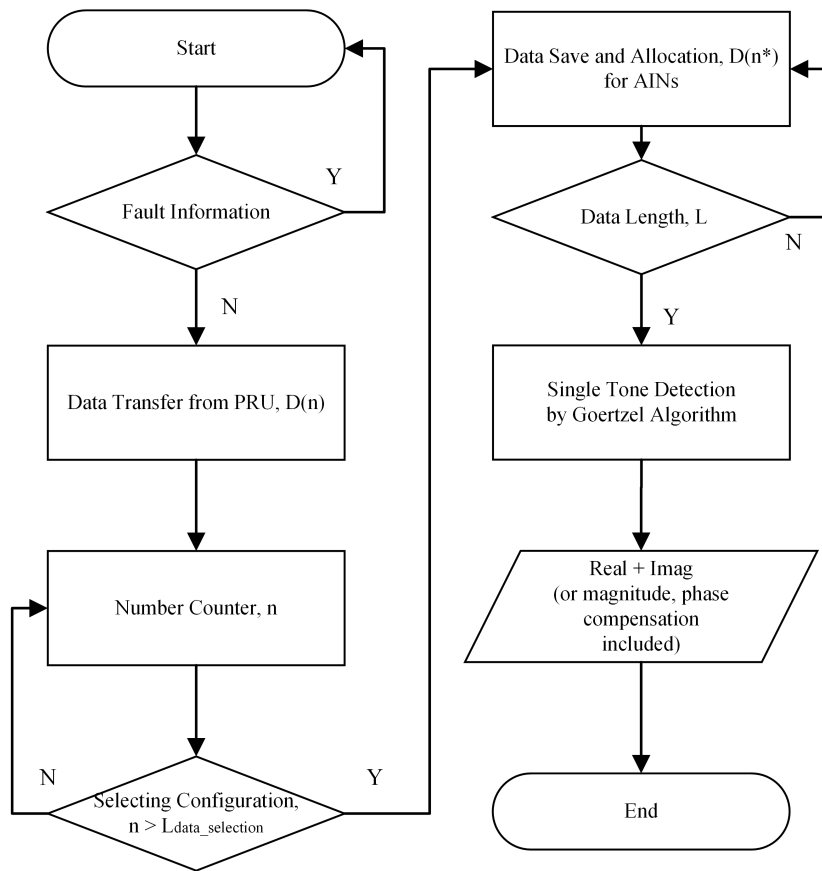 Start
Fault Information
Y
N
Data Transfer from PRU, D(n)
Number Counter, n
Selecting Configuration,
n > Ldata_selection
N
Y
Data Save and Allocation, D(n*)
for AINs
Data Length, L
N
Y
Single Tone Detection
by Goertzel Algorithm
Real + Imag
(or magnitude, phase
compensation
included)
End